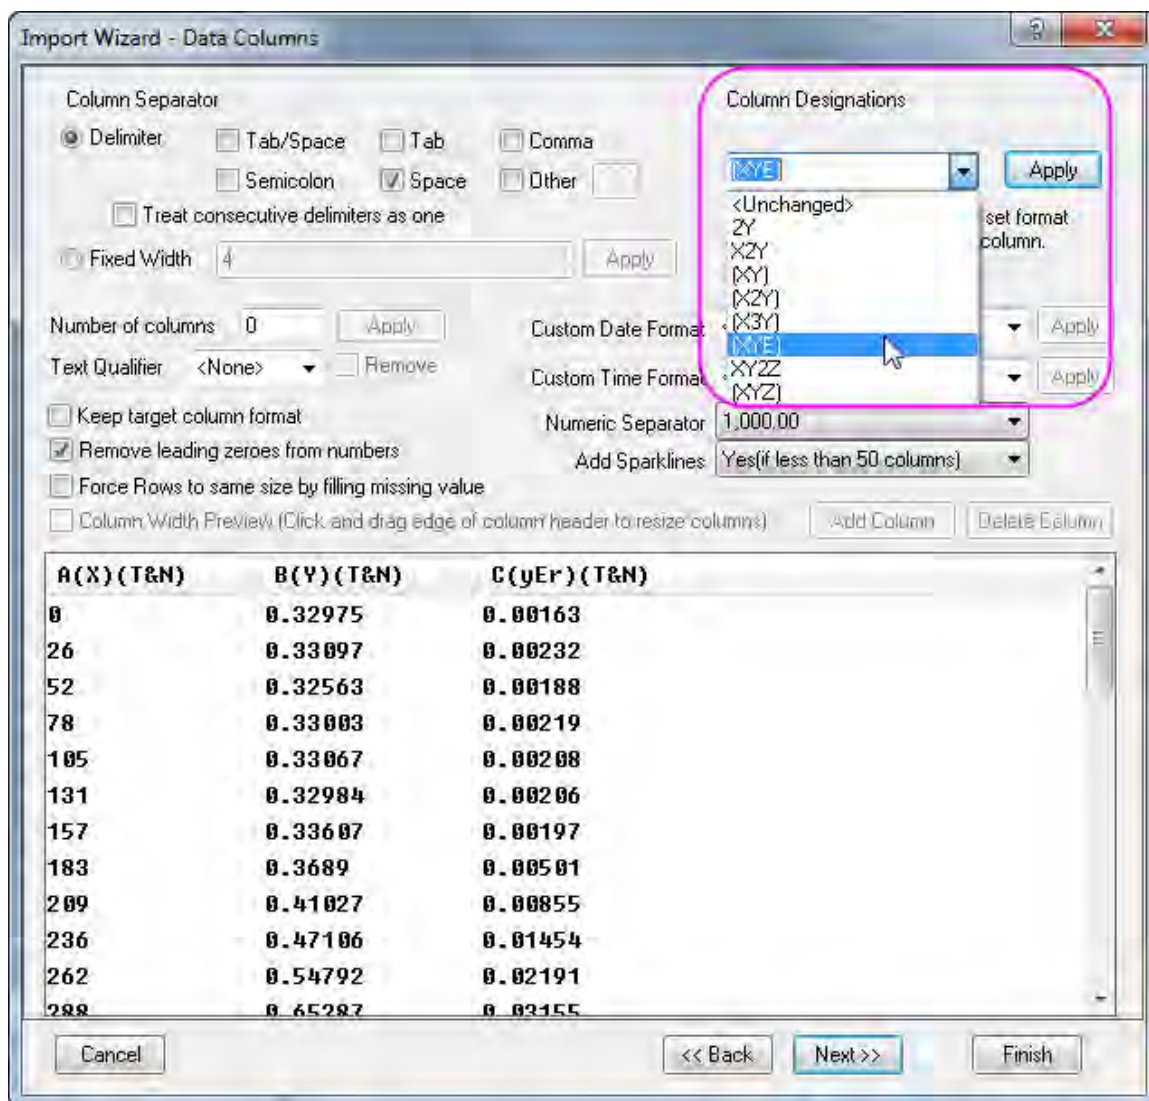 Import Wizard - Data Columns
Column Separator
Delimiter Tab/Space Tab Comma
Semicolon Space Other
Treat consecutive delimiters as one
Fixed Width 4 Apply
Column Designations
(XYE) Apply
<Unchanged>
2Y
X2Y
(XY)
(X2Y)
(X3Y)
(XYE)
XY2Z
(XYZ)
set format
column.
Number of columns 0 Apply
Custom Date Format Apply
Text Qualifier <None> Remove
Custom Time Format Apply
Keep target column format
Numeric Separator 1,000.00
Remove leading zeroes from numbers
Add Sparklines Yes(if less than 50 columns)
Force Rows to same size by filling missing value
Column Width Preview (Click and drag edge of column header to resize columns) Add Column Delete Column
A(X)(T&N) B(Y)(T&N) C(yEr)(T&N)
0 0.32975 0.00163
26 0.33097 0.00232
52 0.32563 0.00188
78 0.33003 0.00219
105 0.33067 0.00208
131 0.32984 0.00206
157 0.33607 0.00197
183 0.3689 0.00501
209 0.41027 0.00855
236 0.47106 0.01454
262 0.54792 0.02191
288 0.65287 0.03155
Cancel << Back Next >> Finish